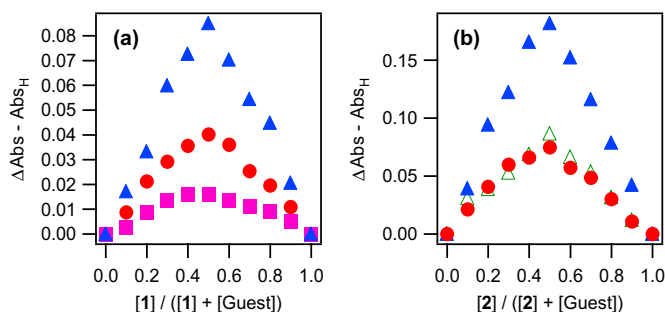 (a)
ΔAbs - Abs_H
0.08
0.07
0.06
0.05
0.04
0.03
0.02
0.01
0.00
0.0 0.2 0.4 0.6 0.8 1.0
[1] / ([1] + [Guest])
(b)
ΔAbs - Abs_H
0.15
0.10
0.05
0.00
0.0 0.2 0.4 0.6 0.8 1.0
[2] / ([2] + [Guest])